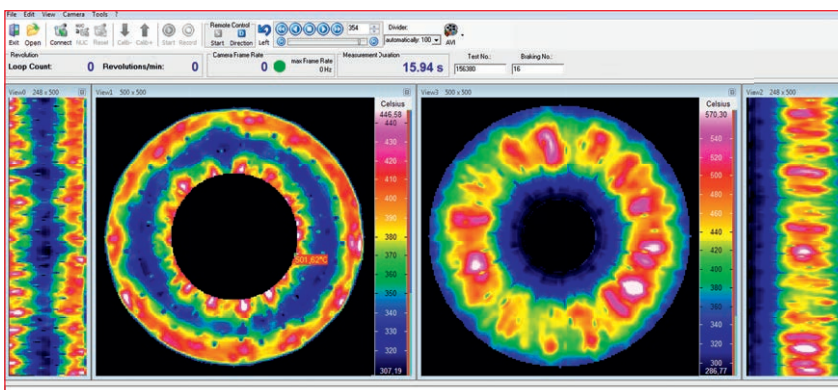 File Edit View Camera Tools ?
Exit Open Connect NUC Reset Calib- Calib+ Start Record
Remote Control
Start Direction Left
354
Divider:
automatically: 100
AVI
Revolution
Loop Count: 0 Revolutions/min: 0
Camera Frame Rate
0
max Frame Rate
0 Hz
Measurement Duration
15.94 s
Test No.:
156380
Braking No.:
16
View0 248 x 500
View1 500 x 500
Celsius
446,58
440
430
420
410
400
390
380
370
360
350
340
330
320
307,19
501,62°C
View3 500 x 500
Celsius
570,30
540
520
500
480
460
440
420
400
380
360
340
320
300
286,77
View2 248 x 500